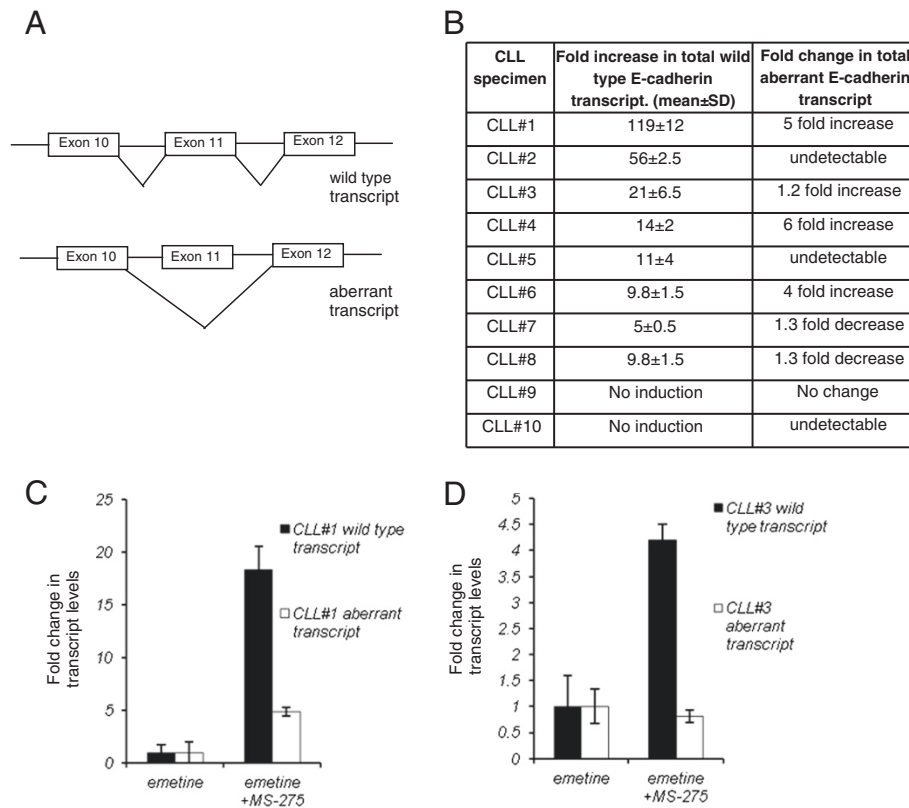 A
Exon 10 Exon 11 Exon 12
wild type
transcript
Exon 10 Exon 11 Exon 12
aberrant
transcript
B
CLL specimen | Fold increase in total wild type E-cadherin transcript. (mean±SD) | Fold change in total aberrant E-cadherin transcript
CLL#1 | 119±12 | 5 fold increase
CLL#2 | 56±2.5 | undetectable
CLL#3 | 21±6.5 | 1.2 fold increase
CLL#4 | 14±2 | 6 fold increase
CLL#5 | 11±4 | undetectable
CLL#6 | 9.8±1.5 | 4 fold increase
CLL#7 | 5±0.5 | 1.3 fold decrease
CLL#8 | 9.8±1.5 | 1.3 fold decrease
CLL#9 | No induction | No change
CLL#10 | No induction | undetectable
C
Fold change in
transcript levels
25
20
15
10
5
0
CLL#1 wild type
transcript
CLL#1 aberrant
transcript
emetine
emetine
+MS-275
D
Fold change in
transcript levels
5
4.5
4
3.5
3
2.5
2
1.5
1
0.5
0
CLL#3 wild
type transcript
CLL#3
aberrant
transcript
emetine
emetine
+MS-275